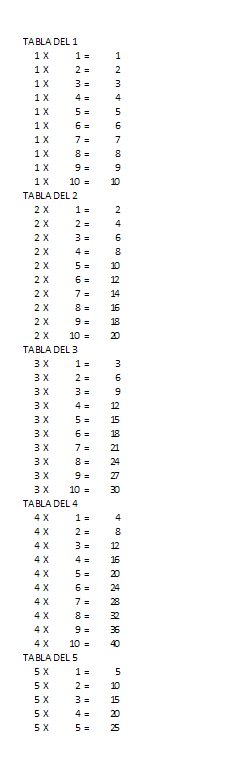 TABLA DEL 1
1 X 1 = 1
1 X 2 = 2
1 X 3 = 3
1 X 4 = 4
1 X 5 = 5
1 X 6 = 6
1 X 7 = 7
1 X 8 = 8
1 X 9 = 9
1 X 10 = 10
TABLA DEL 2
2 X 1 = 2
2 X 2 = 4
2 X 3 = 6
2 X 4 = 8
2 X 5 = 10
2 X 6 = 12
2 X 7 = 14
2 X 8 = 16
2 X 9 = 18
2 X 10 = 20
TABLA DEL 3
3 X 1 = 3
3 X 2 = 6
3 X 3 = 9
3 X 4 = 12
3 X 5 = 15
3 X 6 = 18
3 X 7 = 21
3 X 8 = 24
3 X 9 = 27
3 X 10 = 30
TABLA DEL 4
4 X 1 = 4
4 X 2 = 8
4 X 3 = 12
4 X 4 = 16
4 X 5 = 20
4 X 6 = 24
4 X 7 = 28
4 X 8 = 32
4 X 9 = 36
4 X 10 = 40
TABLA DEL 5
5 X 1 = 5
5 X 2 = 10
5 X 3 = 15
5 X 4 = 20
5 X 5 = 25